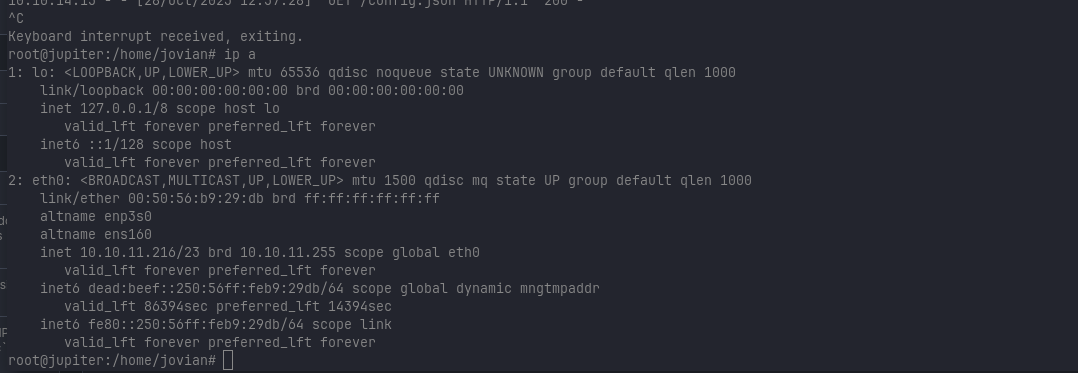 10.10.14.15 - - [28/Oct/2023 12:57:28] "GET /config.json HTTP/1.1" 200 -
^C
Keyboard interrupt received, exiting.
root@jupiter:/home/jovian# ip a
1: lo: <LOOPBACK,UP,LOWER_UP> mtu 65536 qdisc noqueue state UNKNOWN group default qlen 1000
    link/loopback 00:00:00:00:00:00 brd 00:00:00:00:00:00
    inet 127.0.0.1/8 scope host lo
       valid_lft forever preferred_lft forever
    inet6 ::1/128 scope host
       valid_lft forever preferred_lft forever
2: eth0: <BROADCAST,MULTICAST,UP,LOWER_UP> mtu 1500 qdisc mq state UP group default qlen 1000
    link/ether 00:50:56:b9:29:db brd ff:ff:ff:ff:ff:ff
    altname enp3s0
    altname ens160
    inet 10.10.11.216/23 brd 10.10.11.255 scope global eth0
       valid_lft forever preferred_lft forever
    inet6 dead:beef::250:56ff:feb9:29db/64 scope global dynamic mngtmpaddr
       valid_lft 86394sec preferred_lft 14394sec
    inet6 fe80::250:56ff:feb9:29db/64 scope link
       valid_lft forever preferred_lft forever
root@jupiter:/home/jovian#